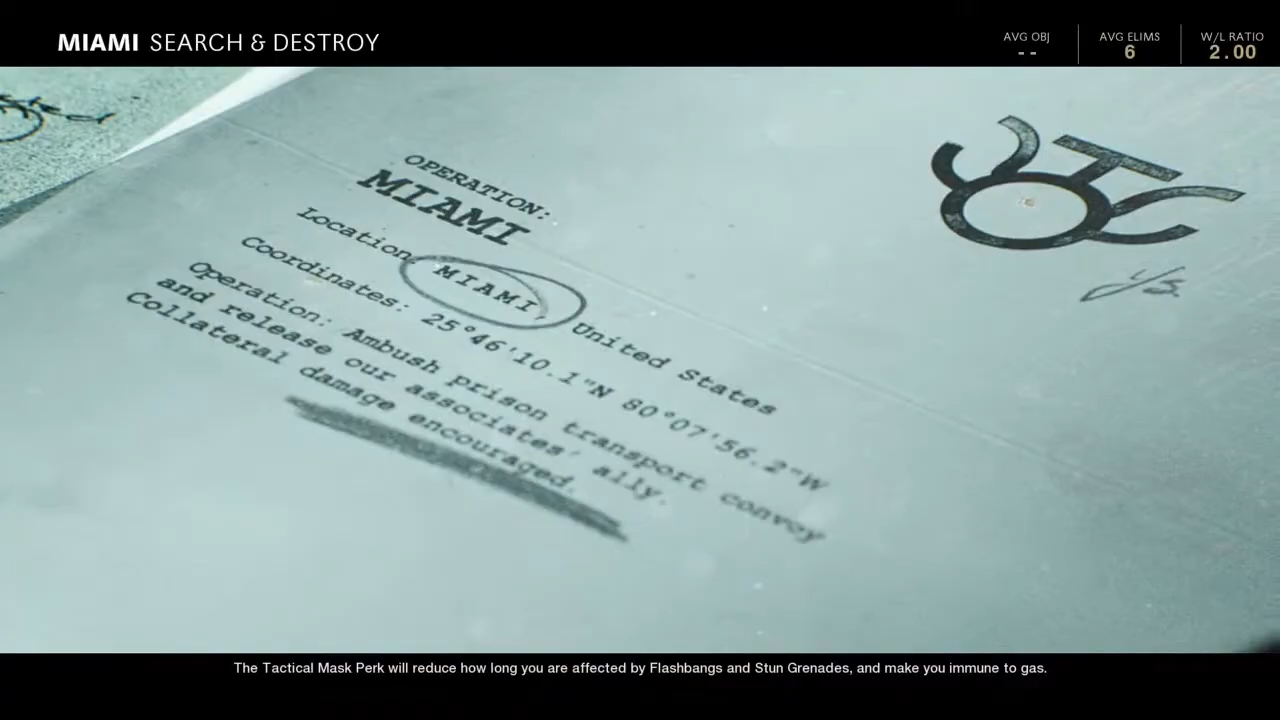 MIAMI SEARCH & DESTROY
AVG OBJ
--
AVG ELIMS
6
W/L RATIO
2.00
OPERATION:
MIAMI
Location: MIAMI, United States
Coordinates: 25°46'10.1"N 80°07'56.2"W
Operation: Ambush prison transport convoy
and release our associates' ally.
Collateral damage encouraged.
The Tactical Mask Perk will reduce how long you are affected by Flashbangs and Stun Grenades, and make you immune to gas.